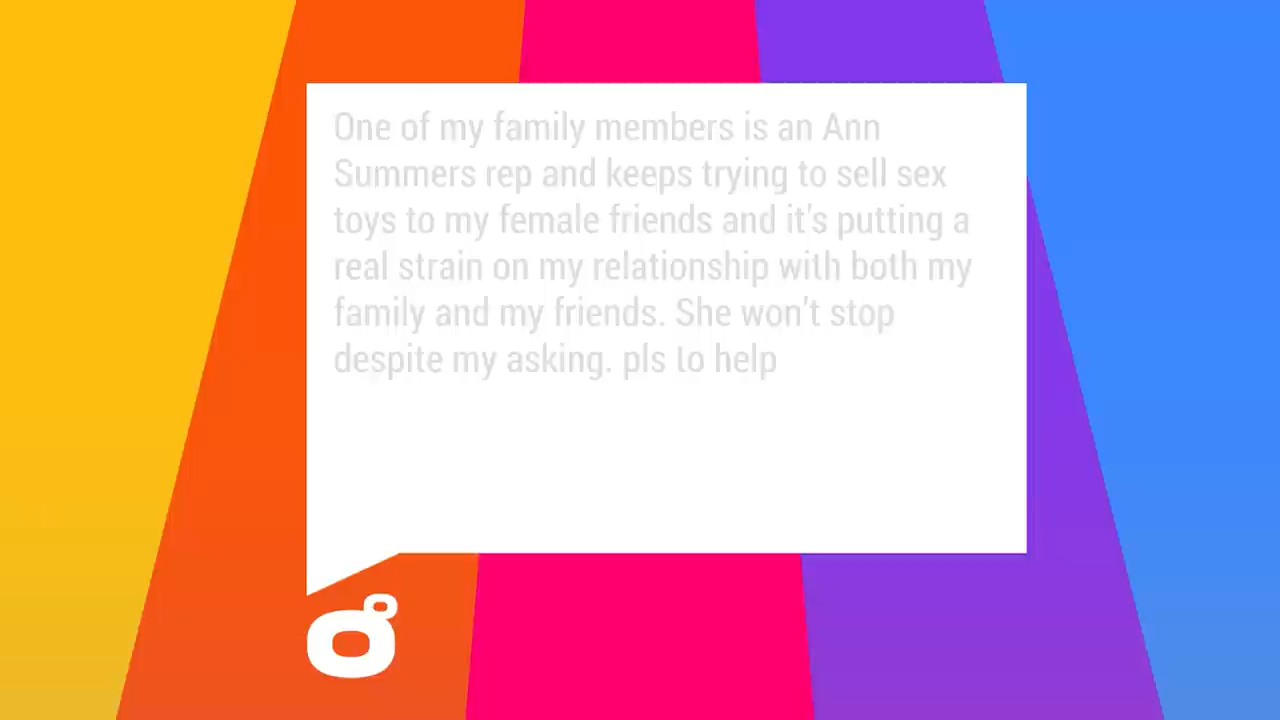 One of my family members is an Ann
Summers rep and keeps trying to sell sex
toys to my female friends and it's putting a
real strain on my relationship with both my
family and my friends. She won't stop
despite my asking. pls to help